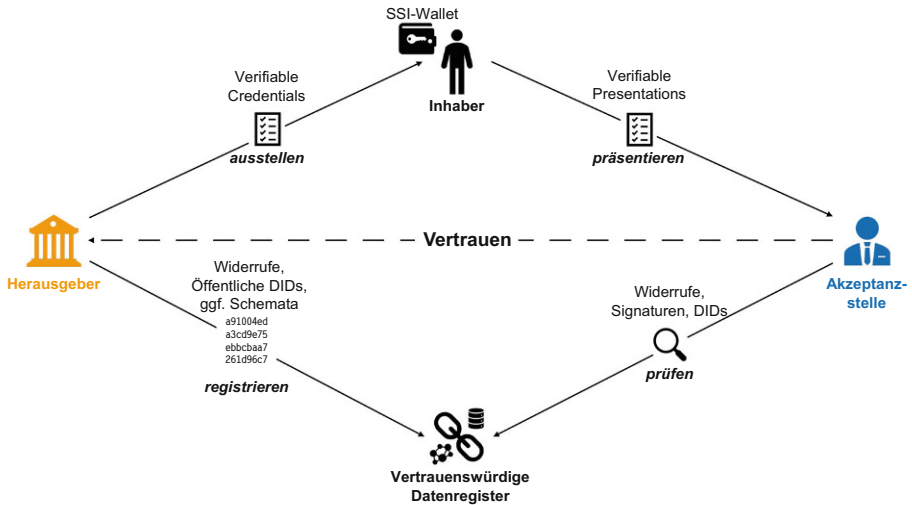 SSI-Wallet
Inhaber
Verifiable
Credentials
ausstellen
Verifiable
Presentations
präsentieren
Vertrauen
Herausgeber
Akzeptanz-
stelle
Widerrufe,
Öffentliche DIDs,
ggf. Schemata
a91004ed
a3cd9e75
ebbcbaa7
261d96c7
registrieren
Widerrufe,
Signaturen, DIDs
prüfen
Vertrauenswürdige
Datenregister